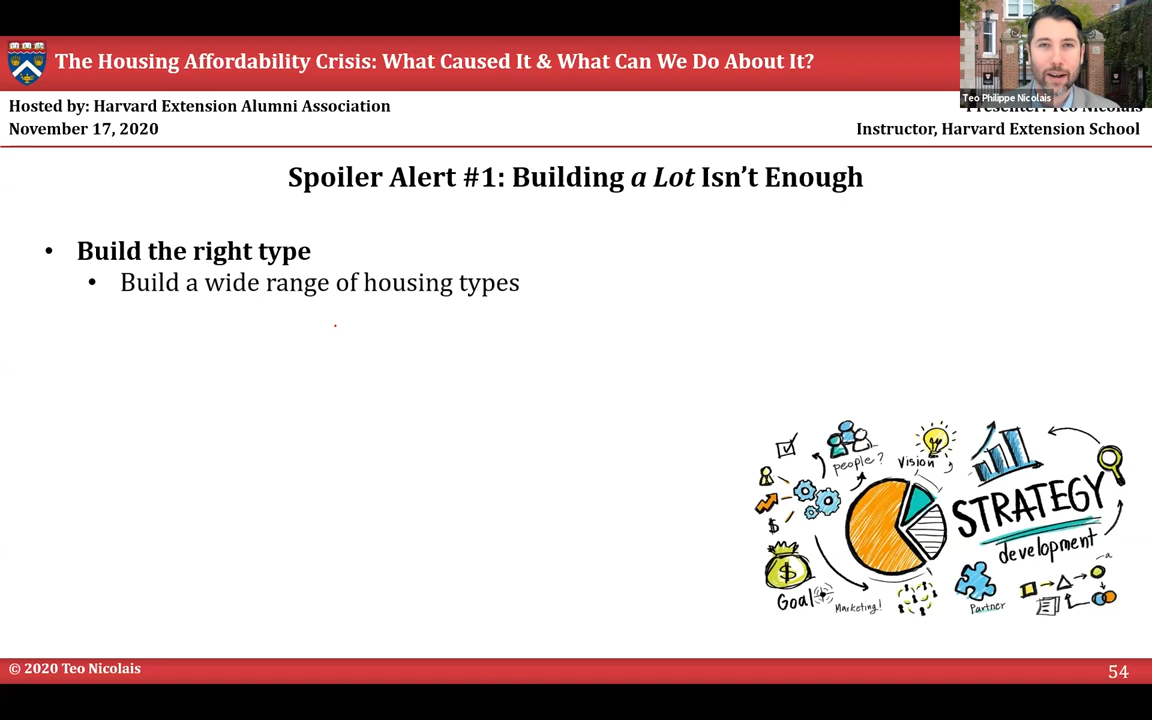 The Housing Affordability Crisis: What Caused It & What Can We Do About It?
Teo Philippe Nicolais
Hosted by: Harvard Extension Alumni Association
Presenter: Teo Nicolais
November 17, 2020
Instructor, Harvard Extension School
Spoiler Alert #1: Building a Lot Isn’t Enough
• Build the right type
• Build a wide range of housing types
people?
Vision
$
STRATEGY
development
$
Goal
Marketing!
Partner
© 2020 Teo Nicolais
54